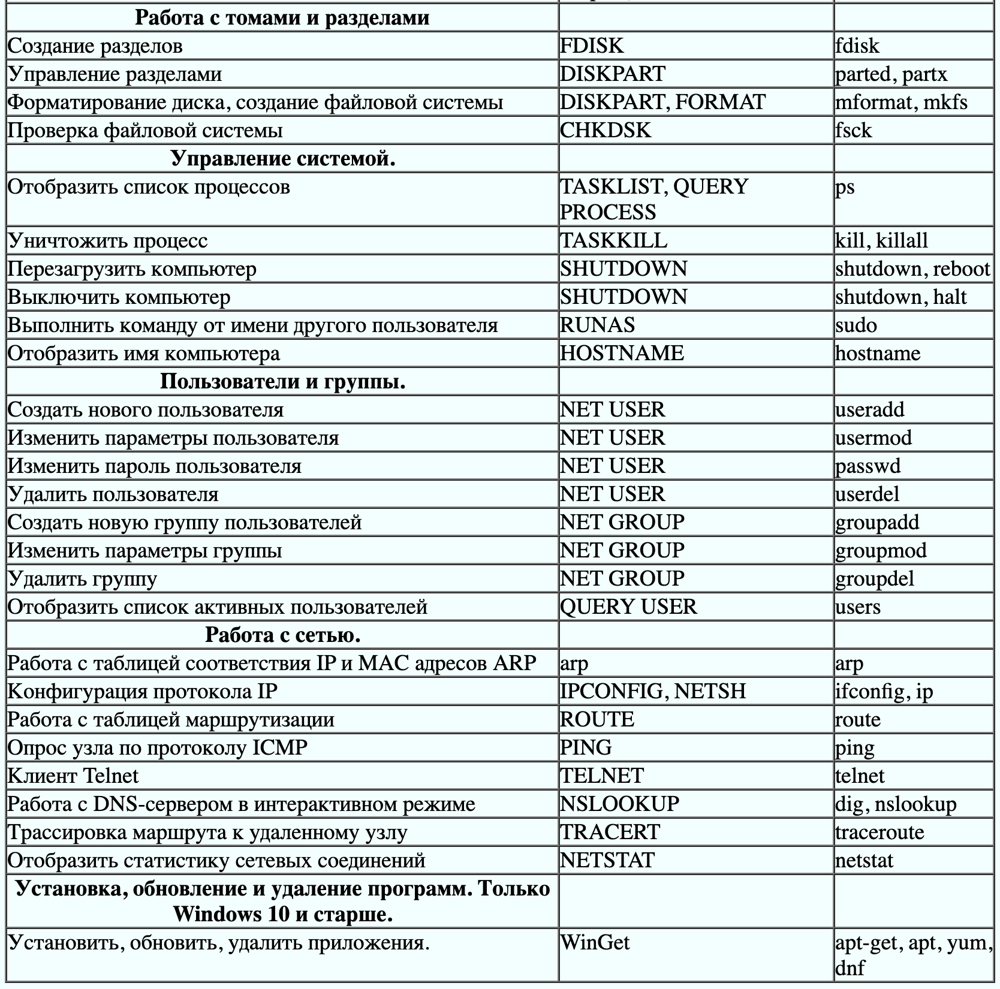 Работа с томами и разделами
Создание разделов FDISK fdisk
Управление разделами DISKPART parted, partx
Форматирование диска, создание файловой системы DISKPART, FORMAT mformat, mkfs
Проверка файловой системы CHKDSK fsck
Управление системой.
Отобразить список процессов TASKLIST, QUERY ps
PROCESS
Уничтожить процесс TASKKILL kill, killall
Перезагрузить компьютер SHUTDOWN shutdown, reboot
Выключить компьютер SHUTDOWN shutdown, halt
Выполнить команду от имени другого пользователя RUNAS sudo
Отобразить имя компьютера HOSTNAME hostname
Пользователи и группы.
Создать нового пользователя NET USER useradd
Изменить параметры пользователя NET USER usermod
Изменить пароль пользователя NET USER passwd
Удалить пользователя NET USER userdel
Создать новую группу пользователей NET GROUP groupadd
Изменить параметры группы NET GROUP groupmod
Удалить группу NET GROUP groupdel
Отобразить список активных пользователей QUERY USER users
Работа с сетью.
Работа с таблицей соответствия IP и MAC адресов ARP arp arp
Конфигурация протокола IP IPCONFIG, NETSH ifconfig, ip
Работа с таблицей маршрутизации ROUTE route
Опрос узла по протоколу ICMP PING ping
Клиент Telnet TELNET telnet
Работа с DNS-сервером в интерактивном режиме NSLOOKUP dig, nslookup
Трассировка маршрута к удаленному узлу TRACERT traceroute
Отобразить статистику сетевых соединений NETSTAT netstat
Установка, обновление и удаление программ. Только
Windows 10 и старше.
Установить, обновить, удалить приложения. WinGet apt-get, apt, yum,
dnf